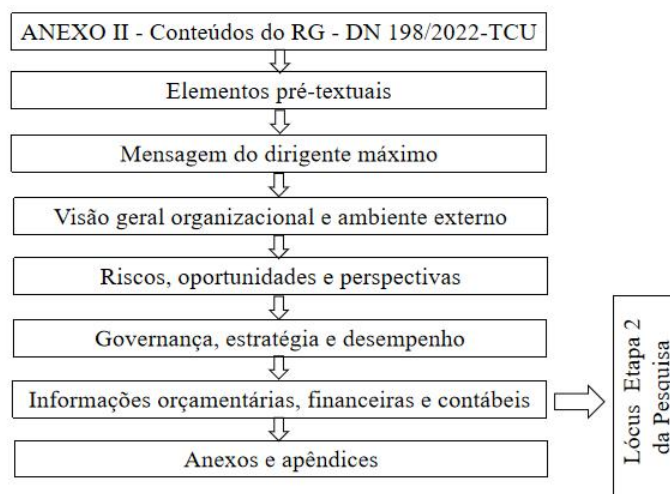 ANEXO II - Conteúdos do RG - DN 198/2022-TCU
Elementos pré-textuais
Mensagem do dirigente máximo
Visão geral organizacional e ambiente externo
Riscos, oportunidades e perspectivas
Governança, estratégia e desempenho
Informações orçamentárias, financeiras e contábeis
Anexos e apêndices
Lócus Etapa 2
da Pesquisa